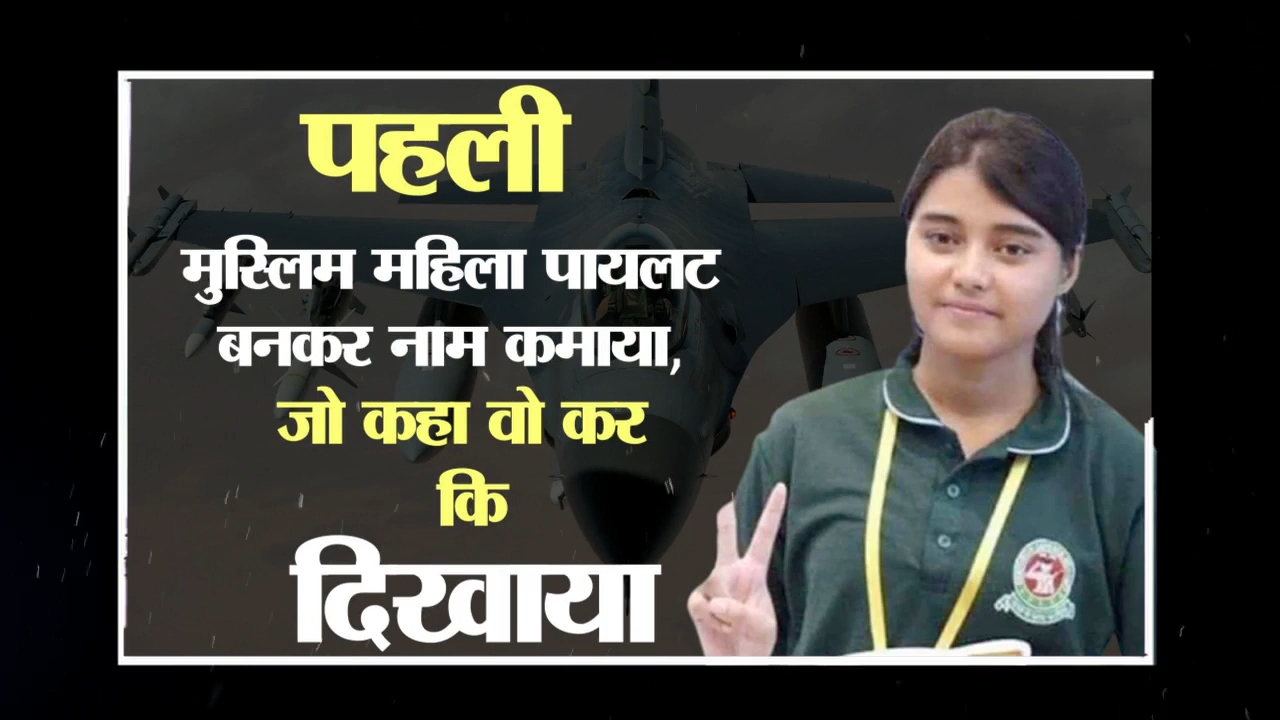 पहली
मुस्लिम महिला पायलट
बनकर नाम कमाया,
जो कहा वो कर
कि
दिखाया